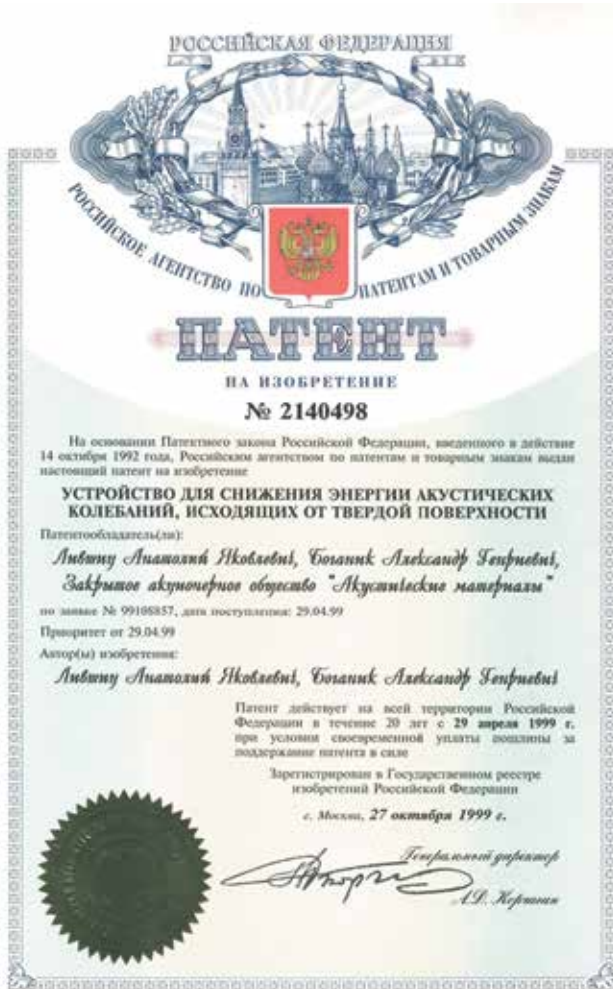 РОССИЙСКАЯ ФЕДЕРАЦИЯ
РОССИЙСКОЕ АГЕНТСТВО ПО ПАТЕНТАМ И ТОВАРНЫМ ЗНАКАМ
ПАТЕНТ
НА ИЗОБРЕТЕНИЕ
№ 2140498
На основании Патентного закона Российской Федерации, введенного в действие
14 октября 1992 года, Российским агентством по патентам и товарным знакам выдан
настоящий патент на изобретение
УСТРОЙСТВО ДЛЯ СНИЖЕНИЯ ЭНЕРГИИ АКУСТИЧЕСКИХ
КОЛЕБАНИЙ, ИСХОДЯЩИХ ОТ ТВЕРДОЙ ПОВЕРХНОСТИ
Патентообладатель(ли):
Лившиц Анатолий Яковлевич, Боганик Александр Генриевич,
Закрытое акционерное общество "Акустические материалы"
по заявке № 99108857, дата поступления: 29.04.99
Приоритет от 29.04.99
Автор(ы) изобретения:
Лившиц Анатолий Яковлевич, Боганик Александр Генриевич
Патент действует на всей территории Российской
Федерации в течение 20 лет с 29 апреля 1999 г.
при условии своевременной уплаты пошлины за
поддержание патента в силе
Зарегистрирован в Государственном реестре
изобретений Российской Федерации
г. Москва, 27 октября 1999 г.
Генеральный директор
А.Д. Корчагин